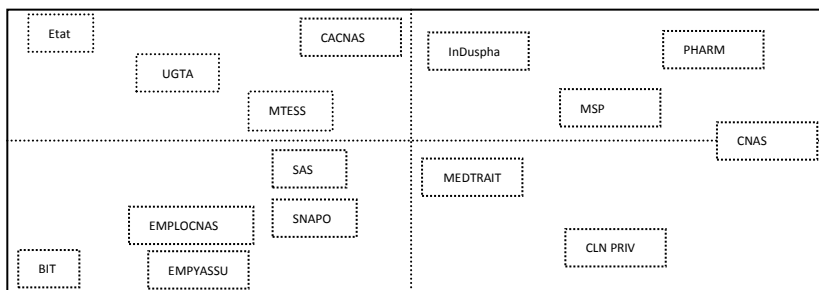 Etat
CACNAS
InDuspha
PHARM
UGTA
MTESS
MSP
CNAS
SAS
MEDTRAIT
SNAPO
EMPLOCNAS
CLN PRIV
BIT
EMPYASSU